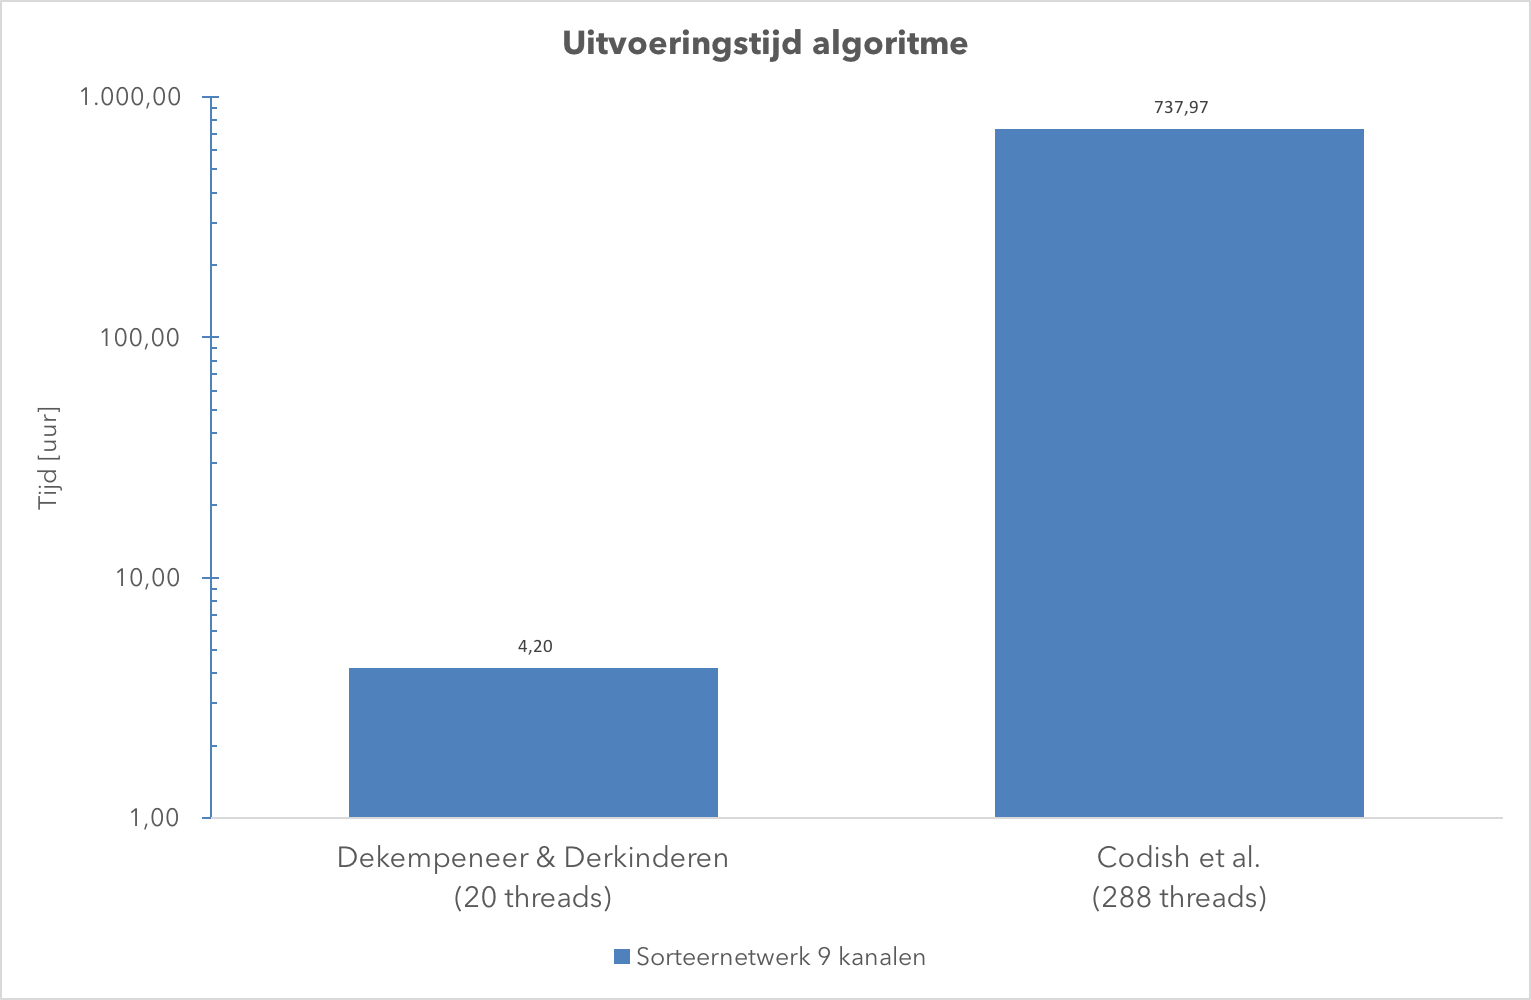 Uitvoeringstijd algoritme
1.000,00
100,00
10,00
1,00
Tijd [uur]
737,97
4,20
Dekempeneer & Derkinderen
(20 threads)
Codish et al.
(288 threads)
Sorteernetwerk 9 kanalen